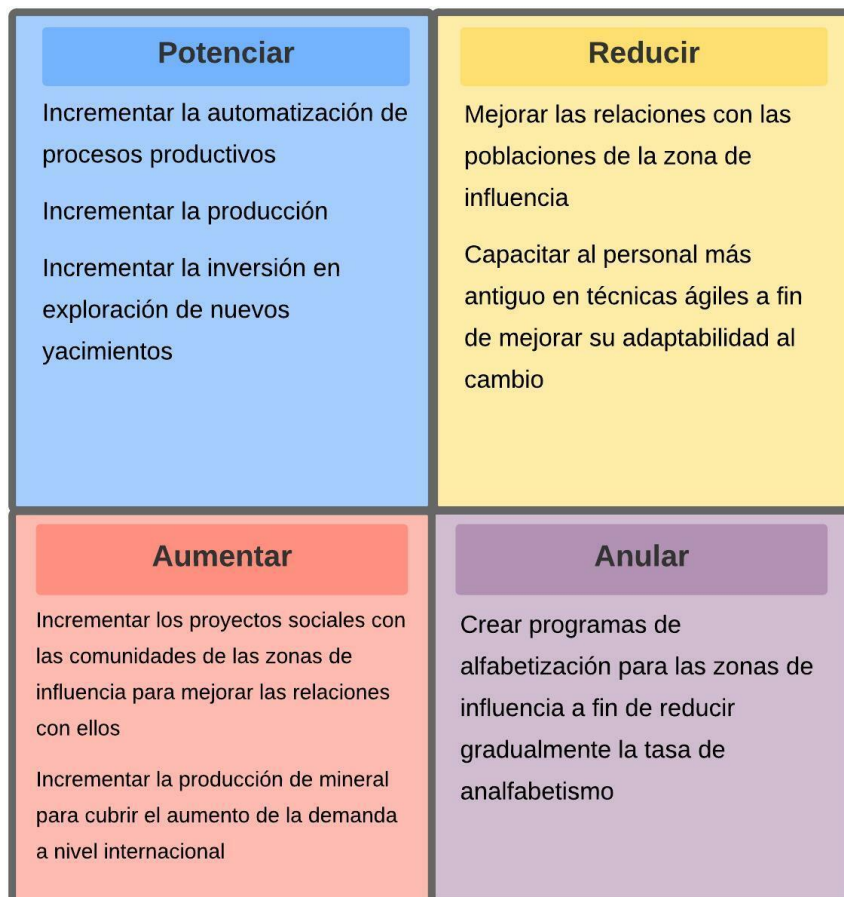 Potenciar
Incrementar la automatización de
procesos productivos
Incrementar la producción
Incrementar la inversión en
exploración de nuevos
yacimientos
Reducir
Mejorar las relaciones con las
poblaciones de la zona de
influencia
Capacitar al personal más
antiguo en técnicas ágiles a fin
de mejorar su adaptabilidad al
cambio
Aumentar
Incrementar los proyectos sociales con
las comunidades de las zonas de
influencia para mejorar las relaciones
con ellos
Incrementar la producción de mineral
para cubrir el aumento de la demanda
a nivel internacional
Anular
Crear programas de
alfabetización para las zonas de
influencia a fin de reducir
gradualmente la tasa de
analfabetismo